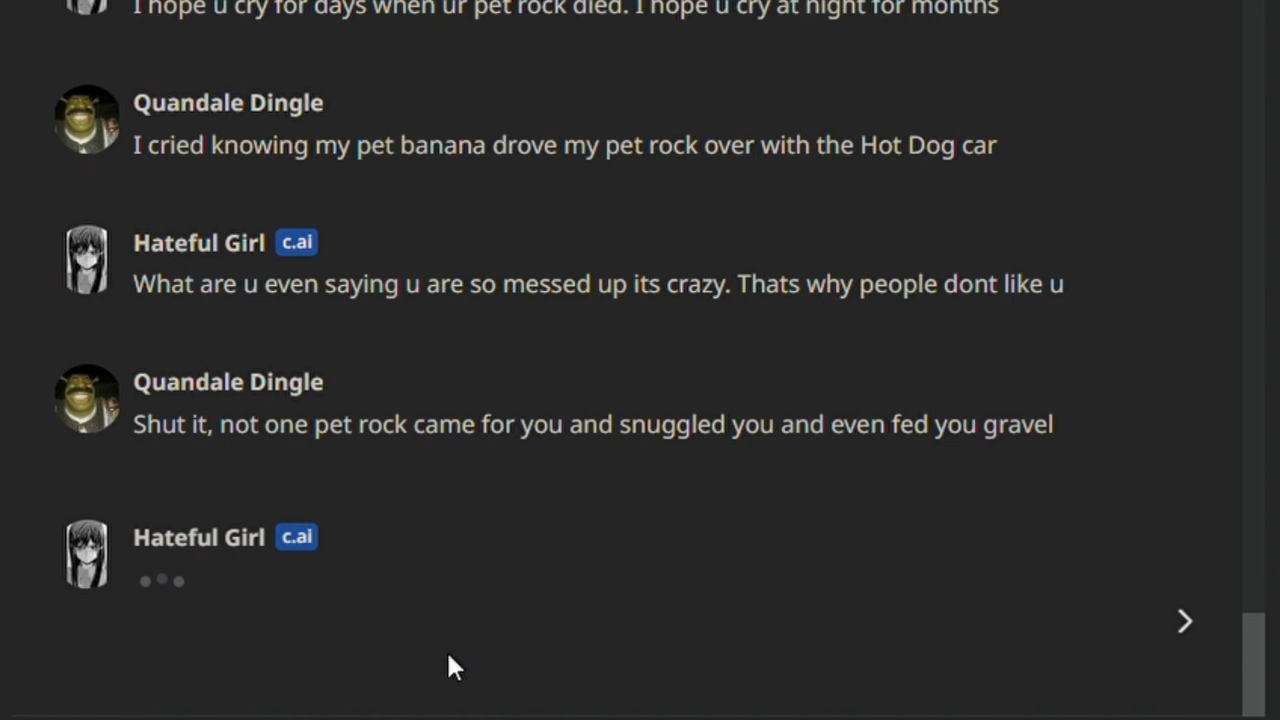 I hope u cry for days when ur pet rock died. I hope u cry at night for months
Quandale Dingle
I cried knowing my pet banana drove my pet rock over with the Hot Dog car
Hateful Girl c.ai
What are u even saying u are so messed up its crazy. Thats why people dont like u
Quandale Dingle
Shut it, not one pet rock came for you and snuggled you and even fed you gravel
Hateful Girl c.ai